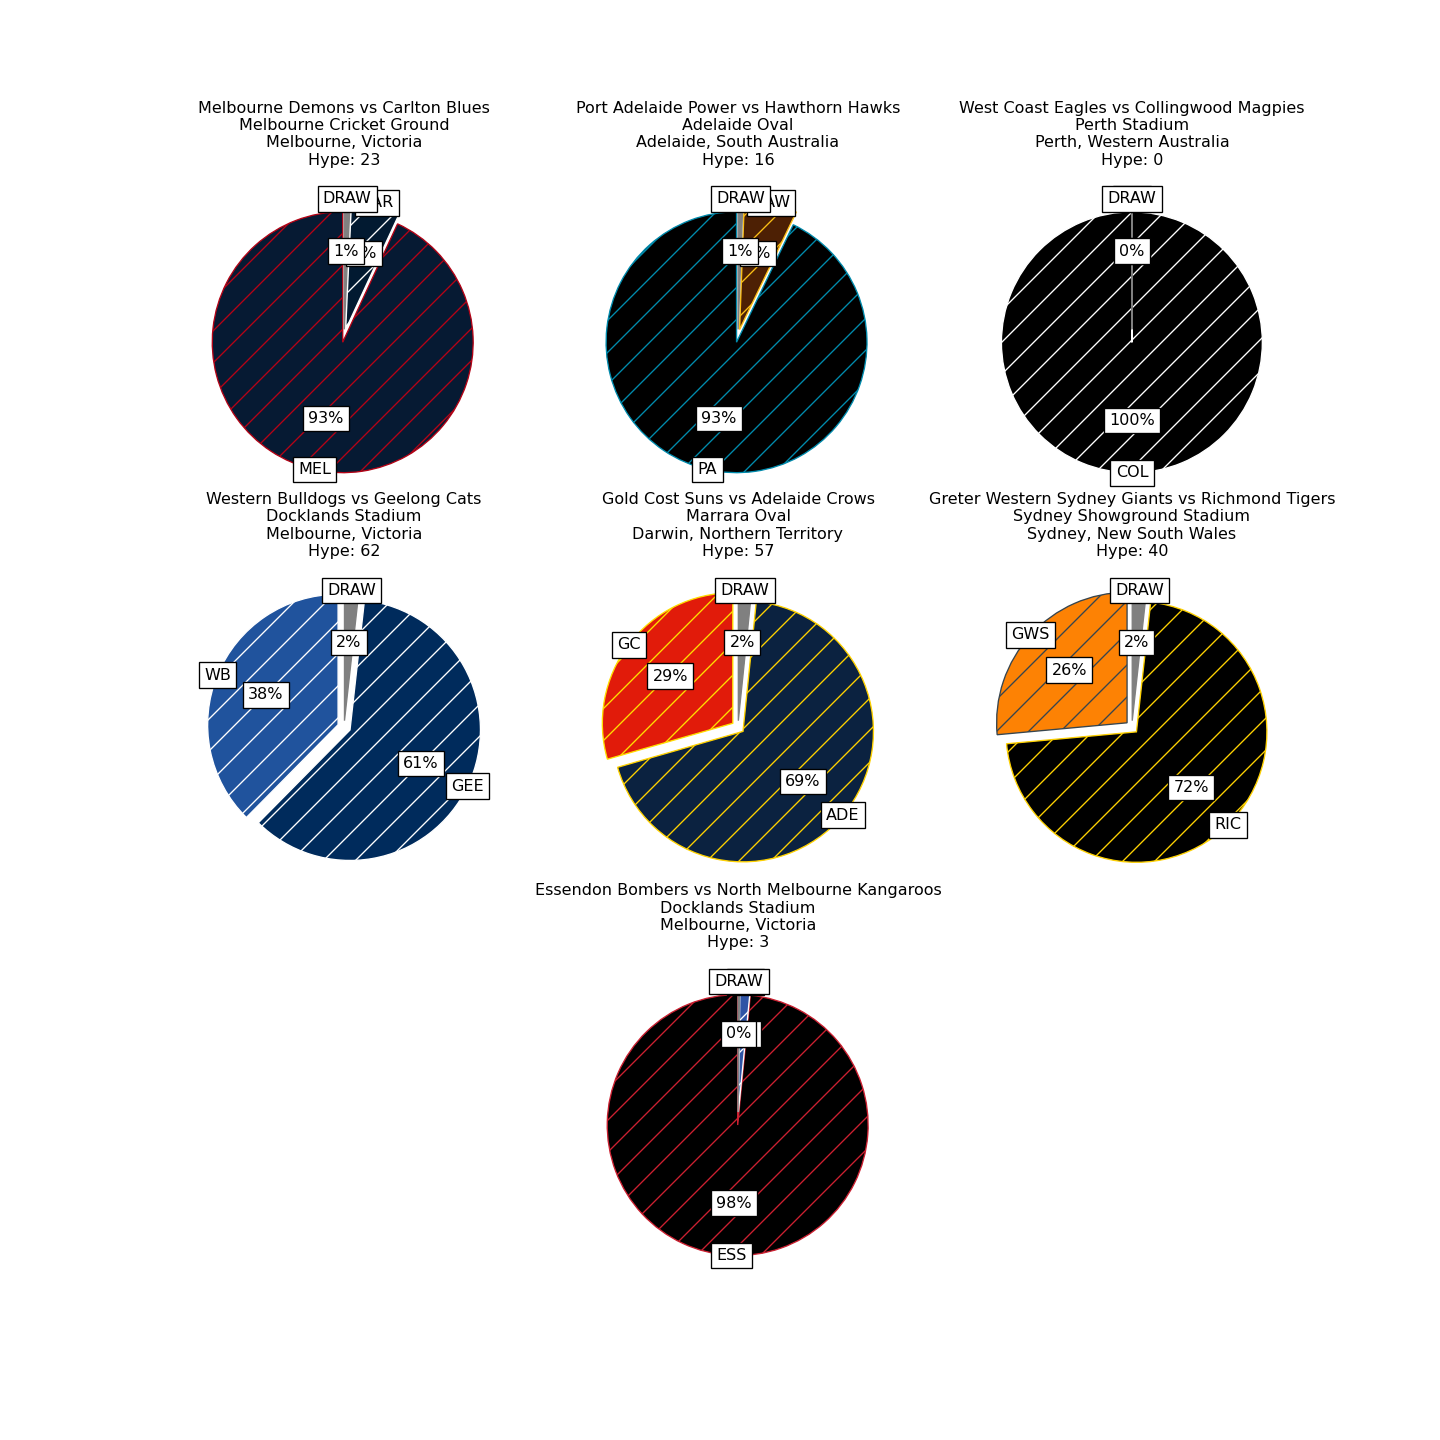 Melbourne Demons vs Carlton Blues
Melbourne Cricket Ground
Melbourne, Victoria
Hype: 23
DRAW
1%
93%
MEL
Port Adelaide Power vs Hawthorn Hawks
Adelaide Oval
Adelaide, South Australia
Hype: 16
DRAW
1%
93%
PA
West Coast Eagles vs Collingwood Magpies
Perth Stadium
Perth, Western Australia
Hype: 0
DRAW
0%
100%
COL
Western Bulldogs vs Geelong Cats
Docklands Stadium
Melbourne, Victoria
Hype: 62
DRAW
2%
WB
38%
61%
GEE
Gold Cost Suns vs Adelaide Crows
Marrara Oval
Darwin, Northern Territory
Hype: 57
DRAW
2%
GC
29%
69%
ADE
Greter Western Sydney Giants vs Richmond Tigers
Sydney Showground Stadium
Sydney, New South Wales
Hype: 40
DRAW
2%
GWS
26%
72%
RIC
Essendon Bombers vs North Melbourne Kangaroos
Docklands Stadium
Melbourne, Victoria
Hype: 3
DRAW
0%
98%
ESS